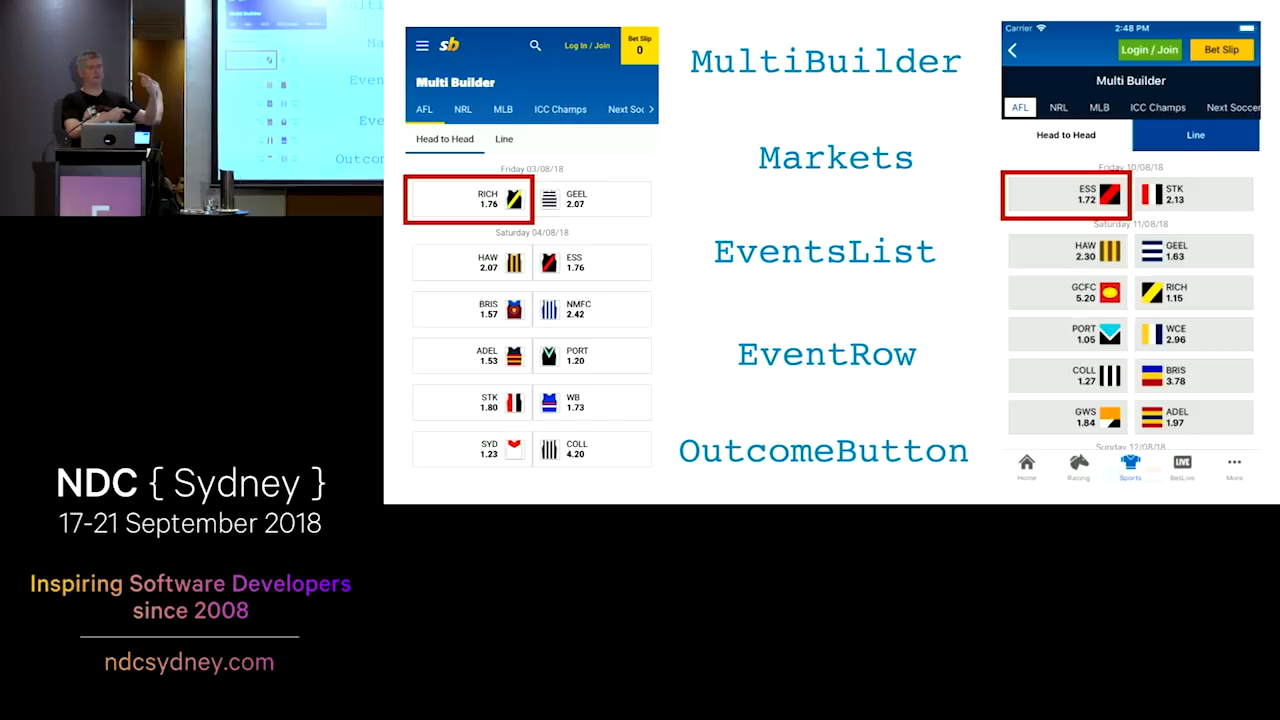 NDC { Sydney }
17-21 September 2018
Inspiring Software Developers
since 2008
ndcsydney.com
sb
Log In / Join
Bet Slip
0
Multi Builder
AFL NRL MLB ICC Champs Next Soc
Head to Head Line
Friday 03/08/18
RICH GEEL
1.76 2.07
Saturday 04/08/18
HAW ESS
2.07 1.76
BRIS NMFC
1.57 2.42
ADEL PORT
1.53 1.20
STK WB
1.80 1.73
SYD COLL
1.23 4.20
MultiBuilder
Markets
EventsList
EventRow
OutcomeButton
Carrier 2:48 PM
Login / Join Bet Slip
Multi Builder
AFL NRL MLB ICC Champs Next Soccer
Head to Head Line
Friday 10/08/18
ESS STK
1.72 2.13
Saturday 11/08/18
HAW GEEL
2.30 1.63
GCFC RICH
5.20 1.15
PORT WCE
1.05 2.96
COLL BRIS
1.27 3.78
GWS ADEL
1.84 1.97
Sunday 12/08/18
LIVE
Home Racing Sports BetLive More